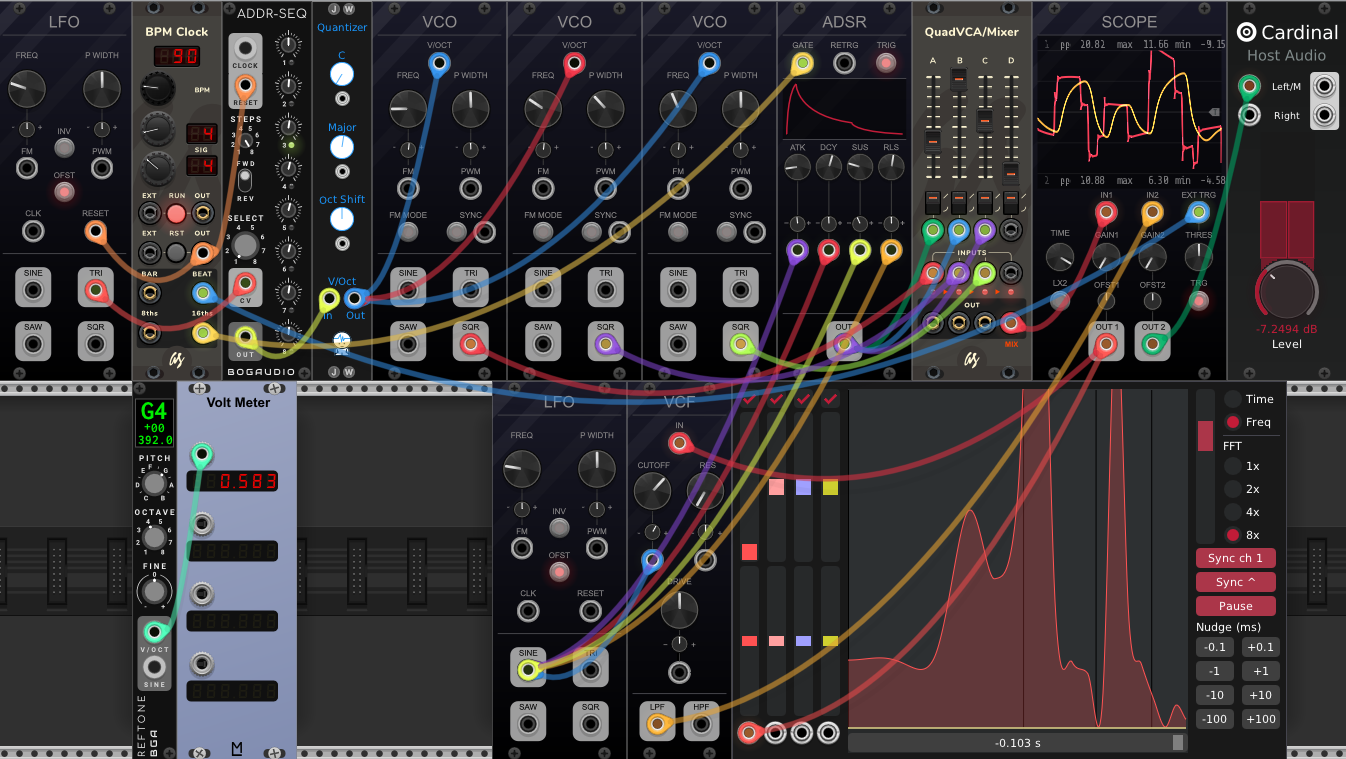 LFO
FREQ
P WIDTH
FM
INV
PWM
OFST
CLK
RESET
SINE
TRI
SAW
SQR
BPM Clock
90
BPM
4
SIG
4
EXT
RUN
OUT
EXT
RST
OUT
BAR
BEAT
8ths
16ths
ADDR-SEQ
CLOCK
RESET
STEPS
FWD
REV
SELECT
CV
OUT
1
2
3
4
5
6
7
8
BOGAUDIO
J W
Quantizer
C
Major
Oct Shift
V/Oct
In
Out
J W
VCO
V/OCT
FREQ
P WIDTH
FM
PWM
FM MODE
SYNC
SINE
TRI
SAW
SQR
VCO
V/OCT
FREQ
P WIDTH
FM
PWM
FM MODE
SYNC
SINE
TRI
SAW
SQR
VCO
V/OCT
FREQ
P WIDTH
FM
PWM
FM MODE
SYNC
SINE
TRI
SAW
SQR
ADSR
GATE
RETRG
TRIG
ATK
DCY
SUS
RLS
OUT
QuadVCA/Mixer
A B C D
INPUTS
OUT
MIX
SCOPE
1 pp 20.82 max 11.66 min -9.15
2 pp 10.88 max 6.30 min -4.58
IN1
IN2
EXT TRG
TIME
GAIN1
GAIN2
THRES
LX2
OFST1
OFST2
TRG
OUT 1
OUT 2
Cardinal
Host Audio
Left/M
Right
-7.2494 dB
Level
G4
+00
392.0
PITCH
OCTAVE
FINE
V/OCT
SINE
REFTONE
BGA
Volt Meter
0.583
M
LFO
FREQ
P WIDTH
FM
INV
PWM
OFST
CLK
RESET
SINE
TRI
SAW
SQR
VCF
IN
CUTOFF
RES
DRIVE
LPF
HPF
-0.103 s
Time
Freq
FFT
1x
2x
4x
8x
Sync ch 1
Sync ^
Pause
Nudge (ms)
-0.1
+0.1
-1
+1
-10
+10
-100
+100